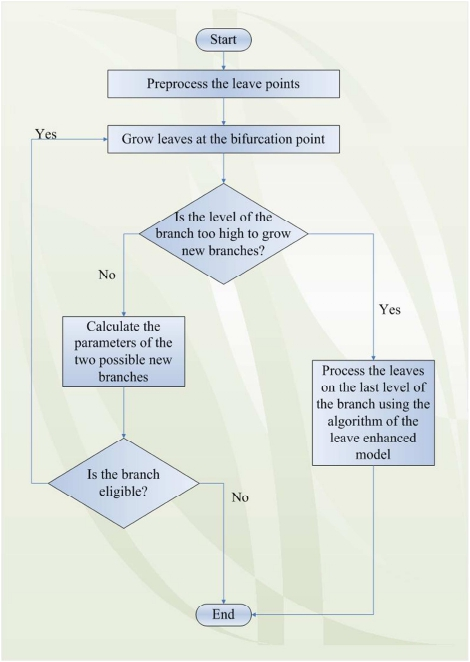 Start
Preprocess the leave points
Yes
Grow leaves at the bifurcation point
Is the level of the
branch too high to grow
new branches?
No
Yes
Calculate the
parameters of the
two possible new
branches
Process the leaves
on the last level of
the branch using the
algorithm of the
leave enhanced
model
Is the branch
eligible?
No
End